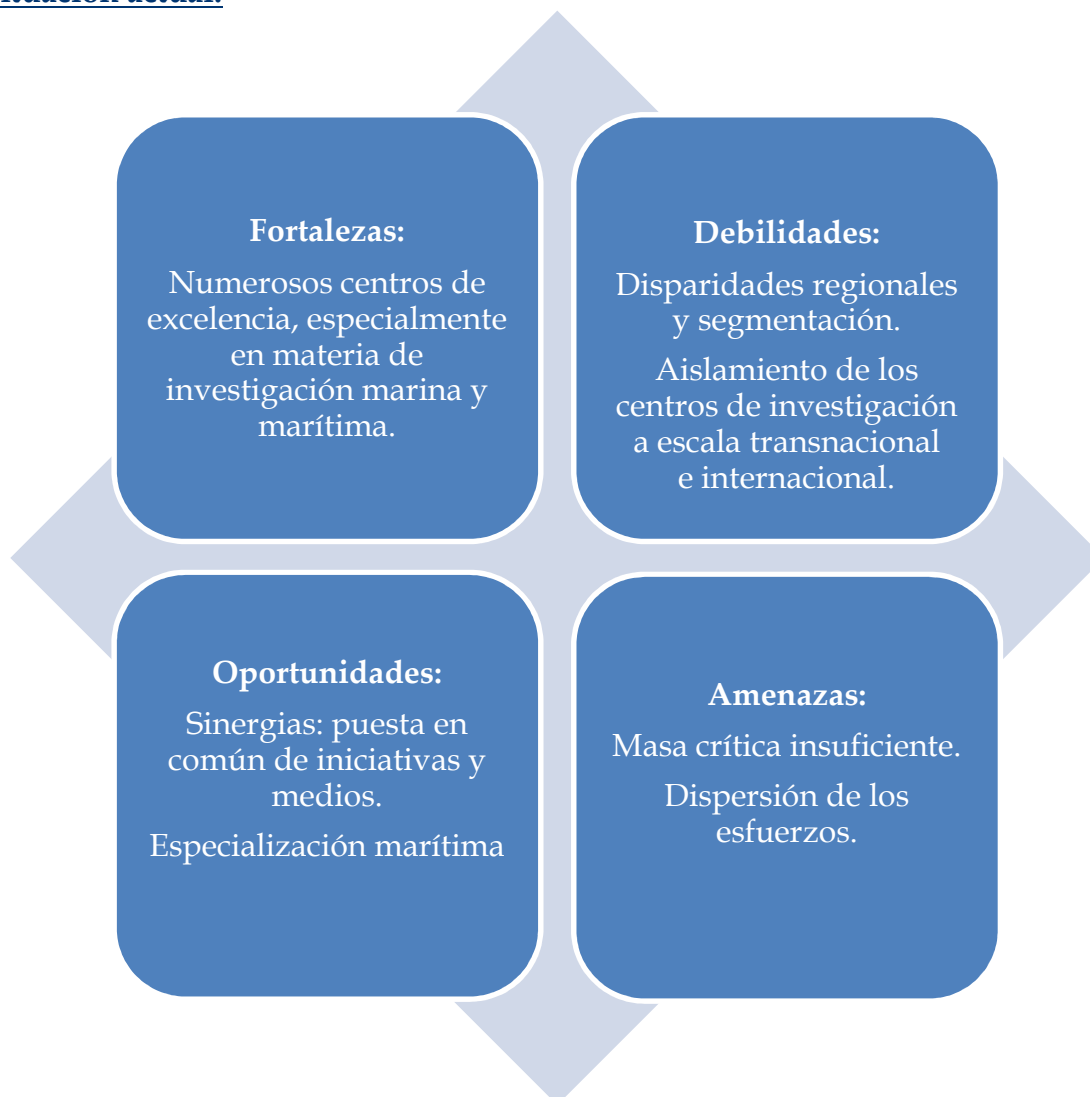 Fortalezas:
Numerosos centros de
excelencia, especialmente
en materia de
investigación marina y
marítima.
Debilidades:
Disparidades regionales
y segmentación.
Aislamiento de los
centros de investigación
a escala transnacional
e internacional.
Oportunidades:
Sinergias: puesta en
común de iniciativas y
medios.
Especialización marítima
Amenazas:
Masa crítica insuficiente.
Dispersión de los
esfuerzos.